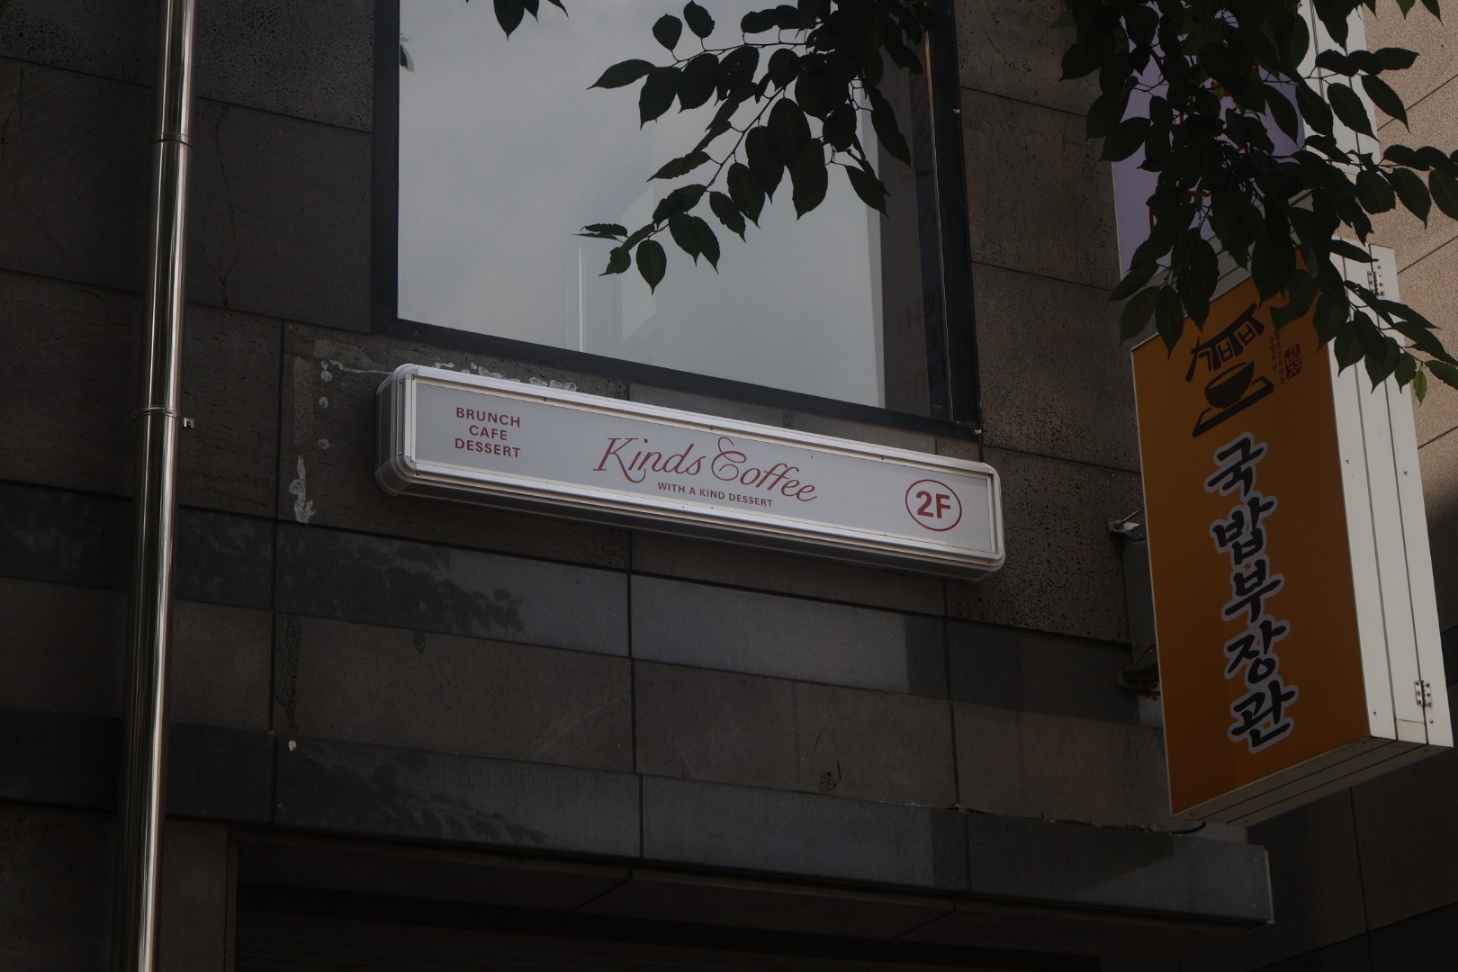 BRUNCH
CAFE
DESSERT
Kinds Coffee
WITH A KIND DESSERT
2F
국밥부장관